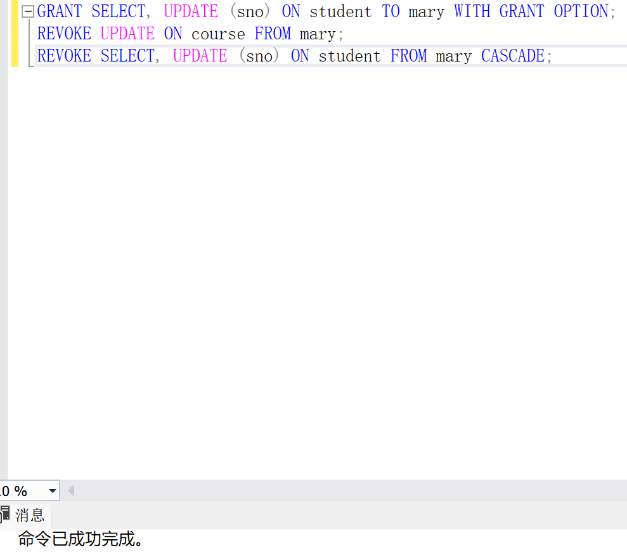 GRANT SELECT, UPDATE (sno) ON student TO mary WITH GRANT OPTION;
REVOKE UPDATE ON course FROM mary;
REVOKE SELECT, UPDATE (sno) ON student FROM mary CASCADE;
.0 %
消息
命令已成功完成。